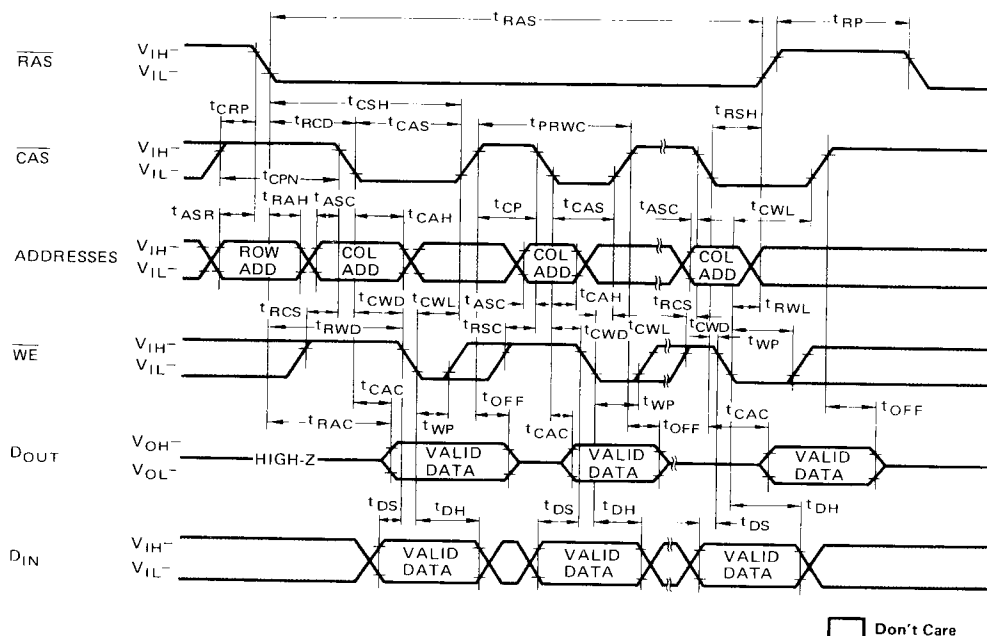 tRAS
tRP
RAS
VIH-
VIL-
tCRP
tCSH
tRCD
tCAS
tPRWC
tRSH
CAS
VIH-
VIL-
tCPN
tASR
tRAH
tASC
tCAH
tCP
tCAS
tASC
tCWL
ADDRESSES
VIH-
VIL-
ROW
ADD
COL
ADD
COL
ADD
COL
ADD
tRCS
tCWD
tCWL
tASC
tCAH
tRCS
tRWL
tRWD
tRSC
tCWD
tCWL
tCWD
tWP
WE
VIH-
VIL-
tCAC
tOFF
tWP
tCAC
tOFF
tRAC
tWP
tCAC
tOFF
DOUT
VOH-
VOL-
HIGH-Z
VALID
DATA
VALID
DATA
VALID
DATA
tDS
tDH
tDS
tDH
tDS
tDH
DIN
VIH-
VIL-
VALID
DATA
VALID
DATA
VALID
DATA
Don't Care